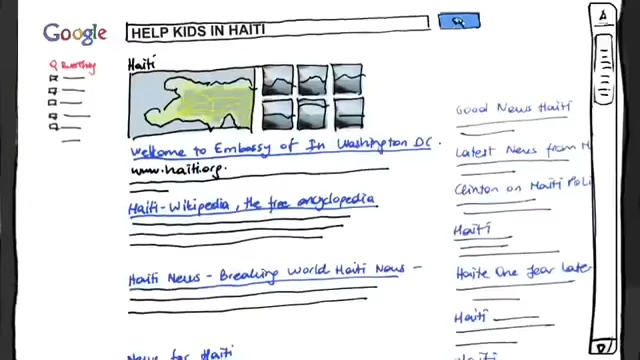 Google
HELP KIDS IN HAITI
Haiti
Welcome to Embassy of In Washington DC.
www.haiti.org.
Haiti-Wikipedia, the free encyclopedia
Haiti News - Breaking World Haiti News -
News for Haiti
Good News Haiti
Latest News from H
Clinton on Haiti Poli
Haiti
Haite One Year Later
Haiti
Haiti
A